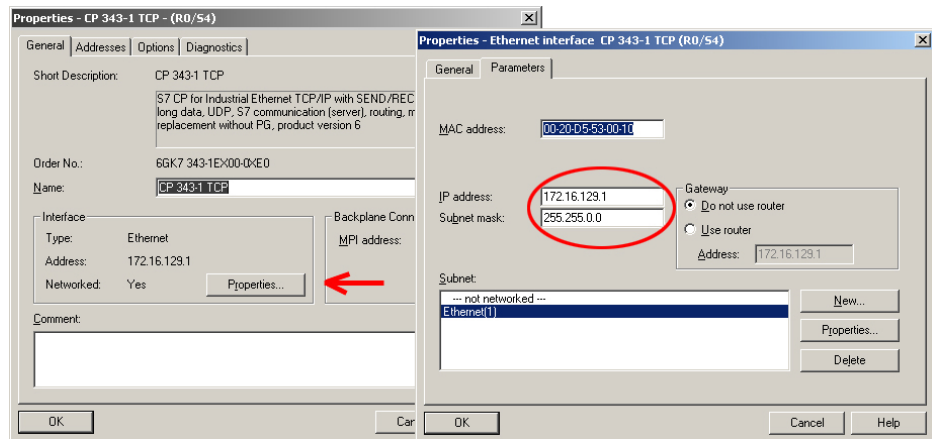 Properties - CP 343-1 TCP - (R0/S4)
General Addresses Options Diagnostics
Short Description: CP 343-1 TCP
S7 CP for Industrial Ethernet TCP/IP with SEND/REC
long data, UDP, S7 communication (server), routing, m
replacement without PG, product version 6
Order No.: 6GK7 343-1EX00-0XE0
Name: CP 343-1 TCP
Interface
Type: Ethernet
Address: 172.16.129.1
Networked: Yes Properties...
Backplane Conn
MPI address:
Comment:
OK Car
Properties - Ethernet interface CP 343-1 TCP (R0/S4)
General Parameters
MAC address: 00-20-D5-53-00-10
IP address: 172.16.129.1
Subnet mask: 255.255.0.0
Gateway
Do not use router
Use router
Address: 172.16.129.1
Subnet:
--- not networked ---
Ethernet(1)
New...
Properties...
Delete
OK Cancel Help